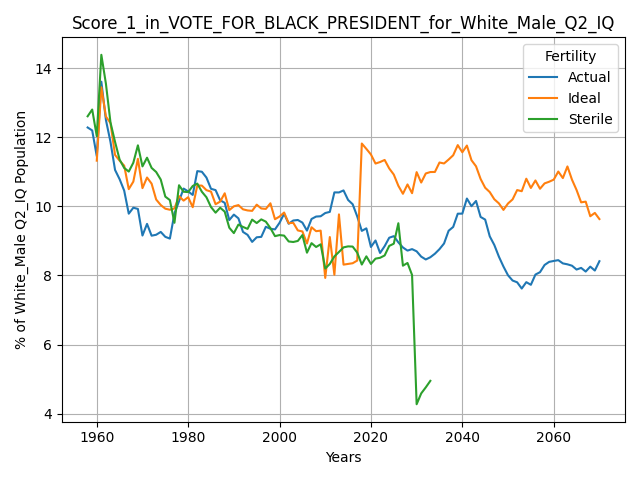 Score_1_in_VOTE_FOR_BLACK_PRESIDENT_for_White_Male_Q2_IQ
Fertility
Actual
Ideal
Sterile
% of White_Male Q2_IQ Population
14
12
10
8
6
4
1960
1980
2000
2020
2040
2060
Years